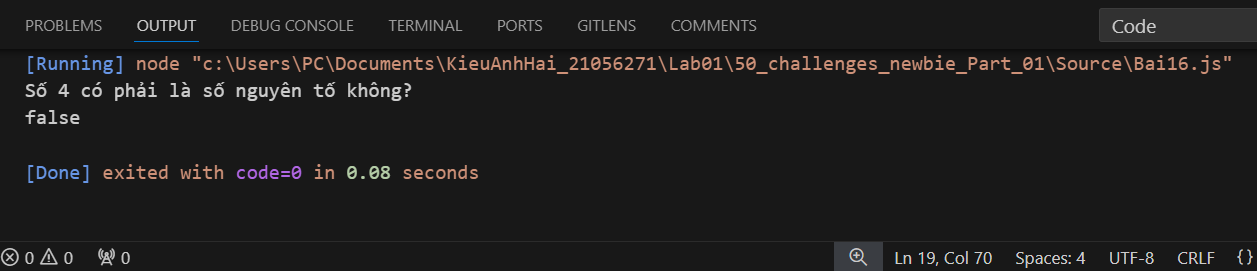 PROBLEMS OUTPUT DEBUG CONSOLE TERMINAL PORTS GITLENS COMMENTS Code
[Running] node "c:\Users\PC\Documents\KieuAnhHai_21056271\Lab01\50_challenges_newbie_Part_01\Source\Bai16.js"
Số 4 có phải là số nguyên tố không?
false
[Done] exited with code=0 in 0.08 seconds
0 0 0 Ln 19, Col 70 Spaces: 4 UTF-8 CRLF {}